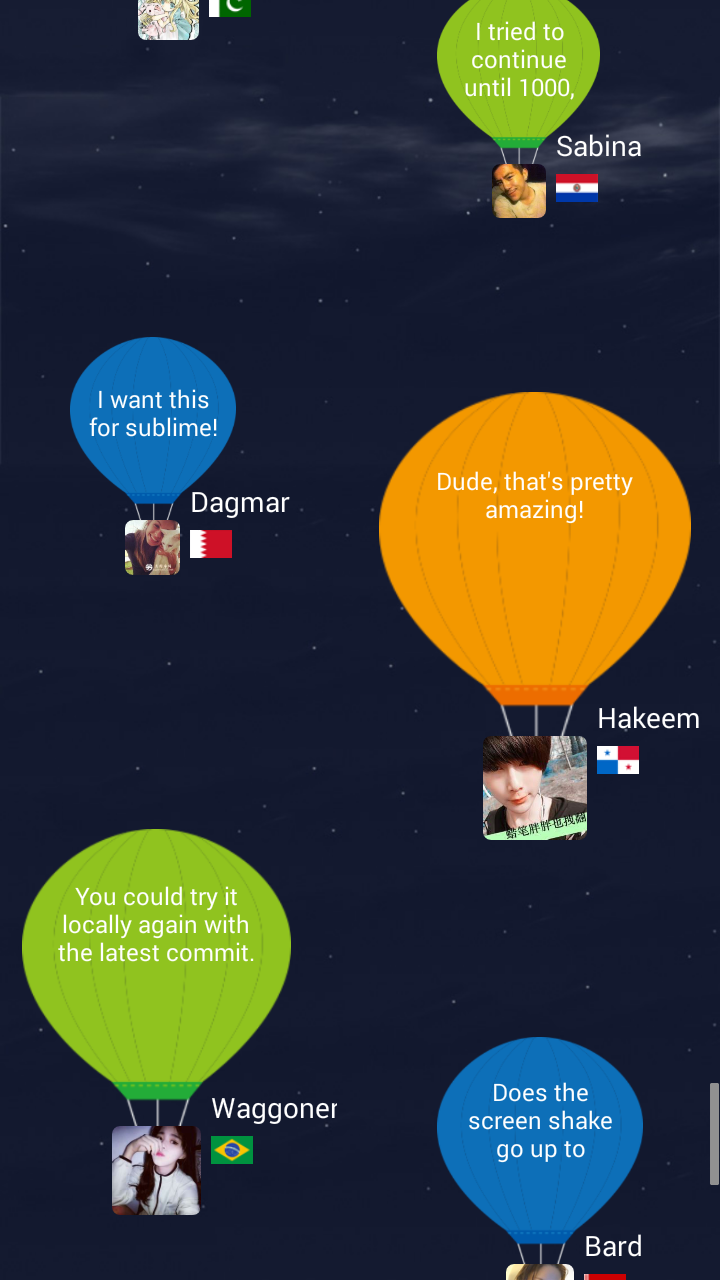 I tried to
continue
until 1000,
Sabina
I want this
for sublime!
Dagmar
Dude, that's pretty
amazing!
Hakeem
You could try it
locally again with
the latest commit.
Waggoner
Does the
screen shake
go up to
Bard